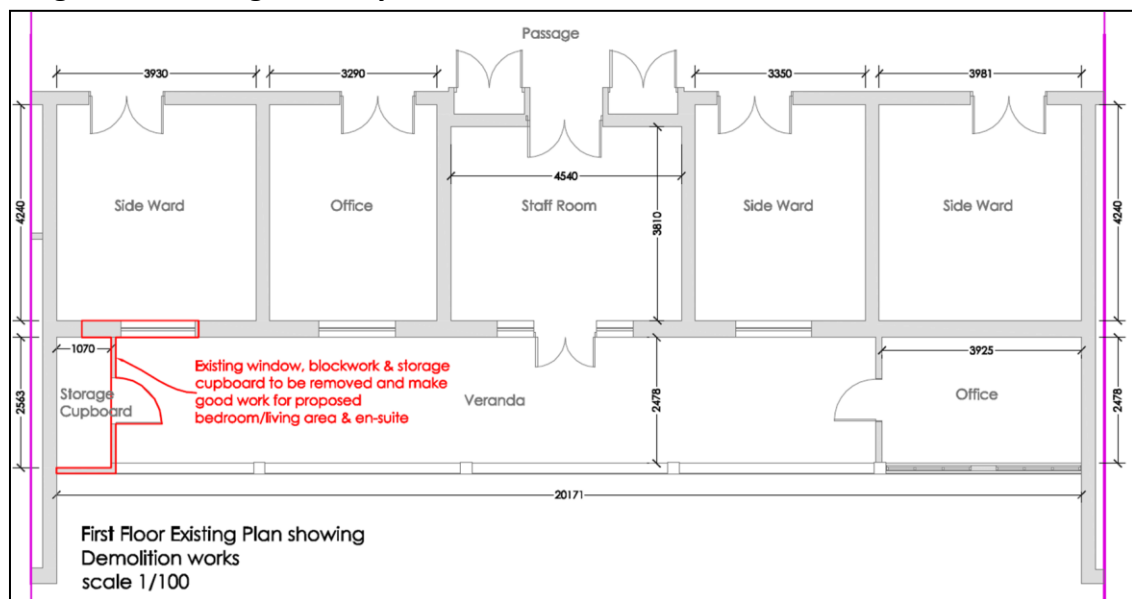 Passage
3930
3290
3350
3981
4240
Side Ward
Office
4540
Staff Room
3810
Side Ward
Side Ward
4240
1070
Existing window, blockwork & storage
cupboard to be removed and make
good work for proposed
bedroom/living area & en-suite
Storage
Cupboard
2563
Veranda
2478
3925
Office
2478
20171
First Floor Existing Plan showing
Demolition works
scale 1/100